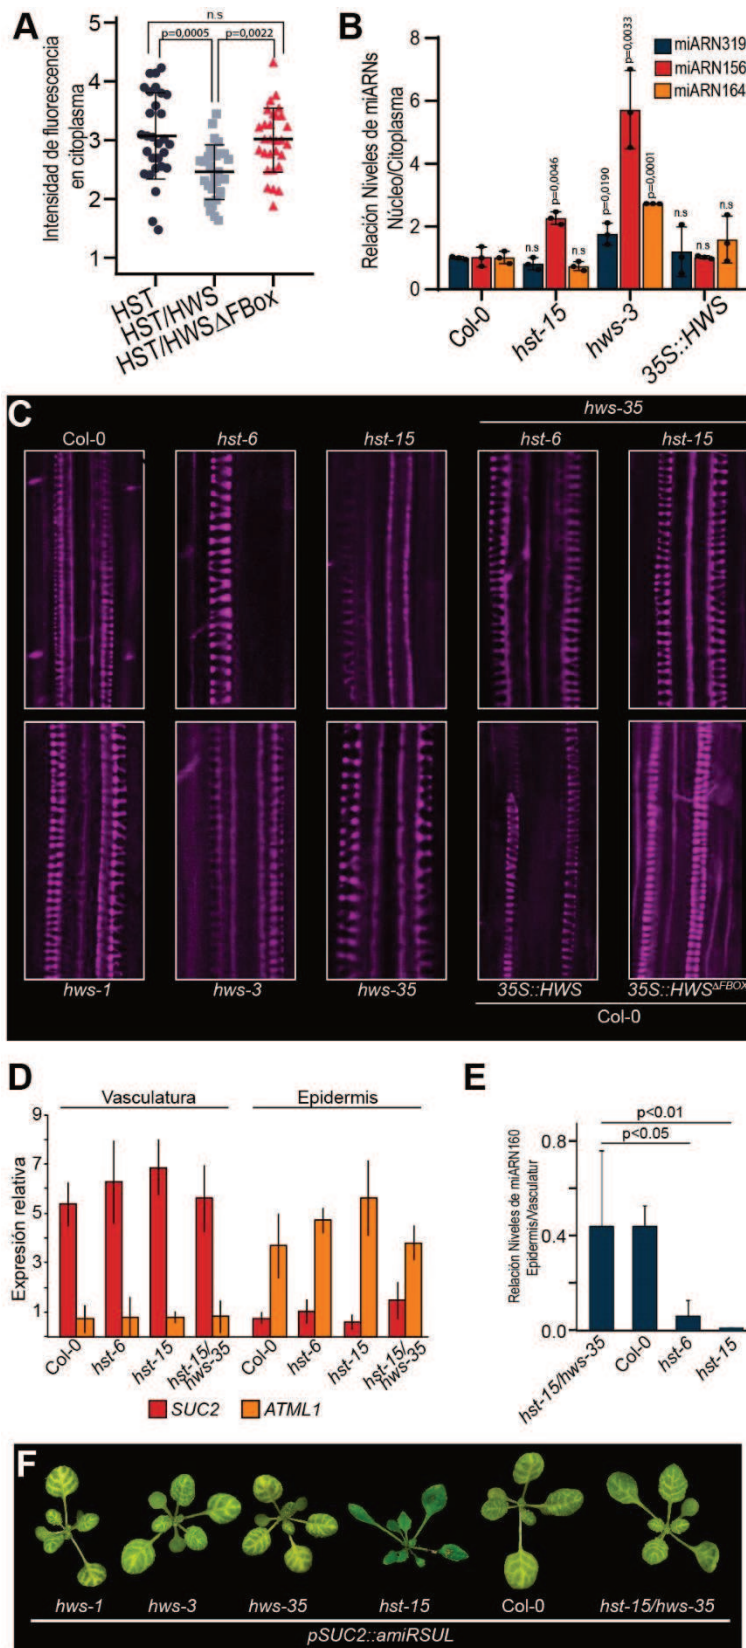 A
n.s
p=0,0005
p=0,0022
Intensidad de fluorescencia
en citoplasma
5
4
3
2
1
HST
HST/HWS
HST/HWSΔFBox
B
Relación Niveles de miARNs
Núcleo/Citoplasma
8
6
4
2
0
miARN319
miARN156
miARN164
n.s
p=0,0046
n.s
p=0,0190
p=0,0033
p=0,0001
n.s
n.s
n.s
Col-0
hst-15
hws-3
35S::HWS
C
hws-35
Col-0
hst-6
hst-15
hst-6
hst-15
hws-1
hws-3
hws-35
35S::HWS
35S::HWSΔFBOX
Col-0
D
Vasculatura
Epidermis
Expresión relativa
9
7
5
3
1
Col-0
hst-6
hst-15
hst-15/
hws-35
Col-0
hst-6
hst-15
hst-15/
hws-35
SUC2
ATML1
E
p<0.01
p<0.05
Relación Niveles de miARN160
Epidermis/Vasculatur
0.8
0.4
0.0
hst-15/hws-35
Col-0
hst-6
hst-15
F
hws-1
hws-3
hws-35
hst-15
Col-0
hst-15/hws-35
pSUC2::amiRSUL